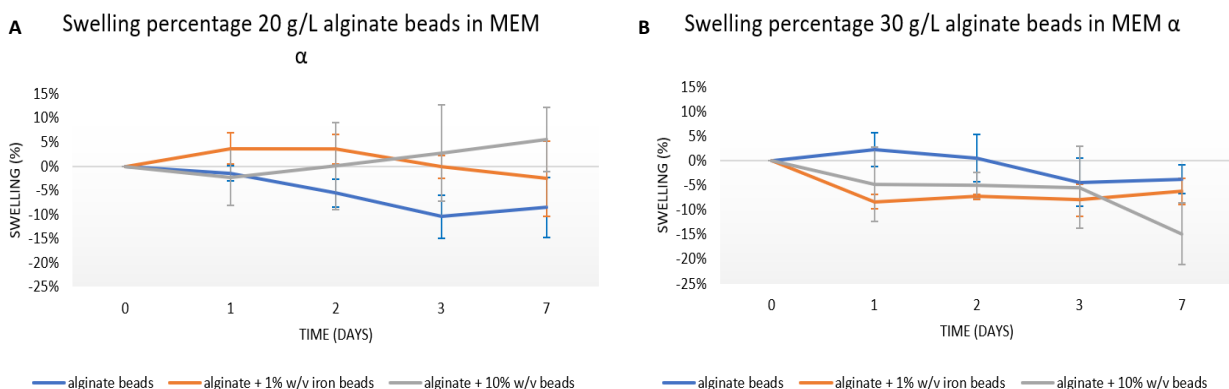 A
Swelling percentage 20 g/L alginate beads in MEM
α
15%
10%
5%
0%
-5%
-10%
-15%
-20%
-25%
SWELLING (%)
0 1 2 3 7
TIME (DAYS)
alginate beads alginate + 1% w/v iron beads alginate + 10% w/v beads
B
Swelling percentage 30 g/L alginate beads in MEM α
15%
10%
5%
0%
-5%
-10%
-15%
-20%
-25%
SWELLING (%)
0 1 2 3 7
TIME (DAYS)
alginate beads alginate + 1% w/v iron beads alginate + 10% w/v beads